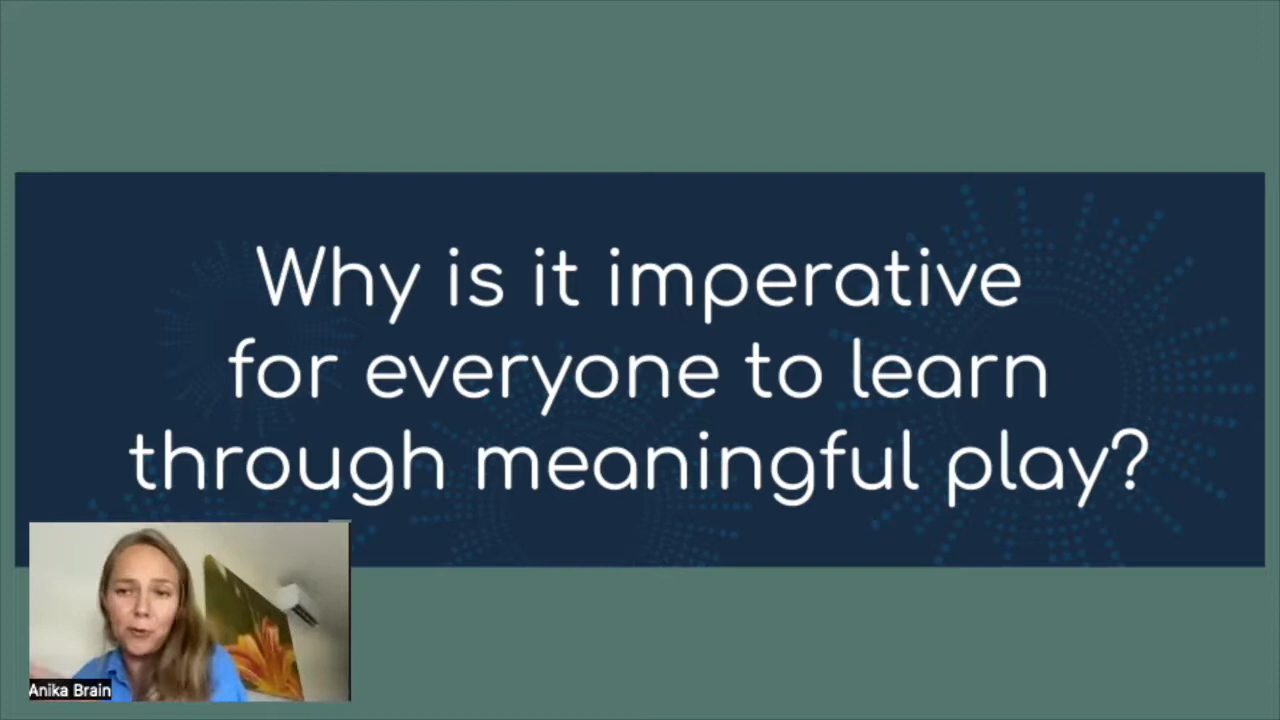 Why is it imperative
for everyone to learn
through meaningful play?
Anika Brain